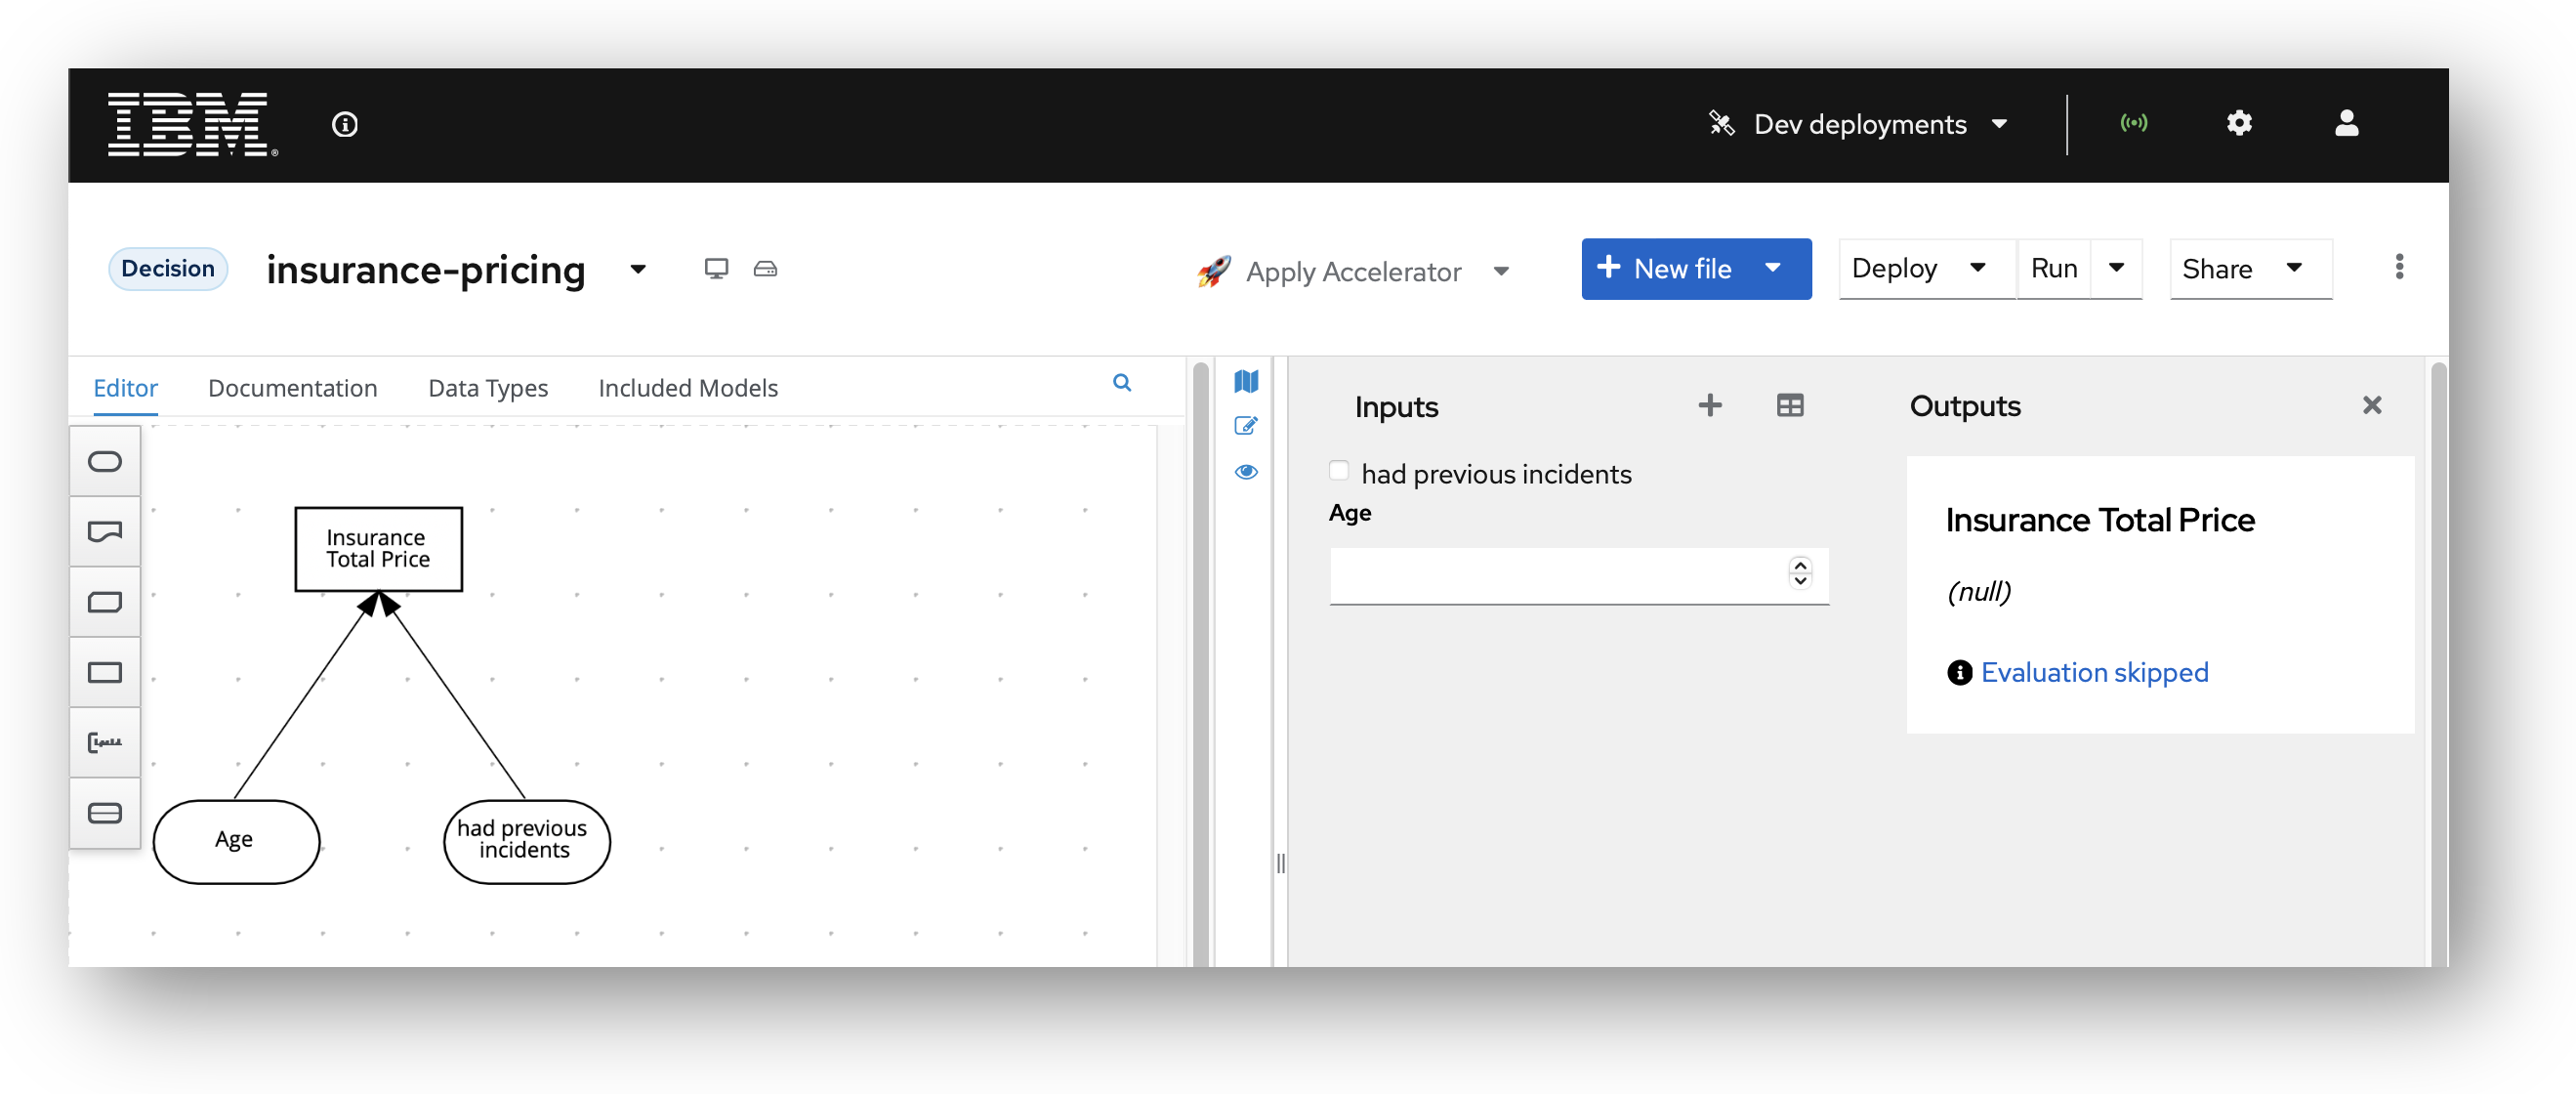 IBM®
Dev deployments
Decision
insurance-pricing
🚀 Apply Accelerator
+ New file
Deploy
Run
Share
Editor
Documentation
Data Types
Included Models
Insurance
Total Price
Age
had previous
incidents
Inputs
had previous incidents
Age
Outputs
Insurance Total Price
(null)
Evaluation skipped